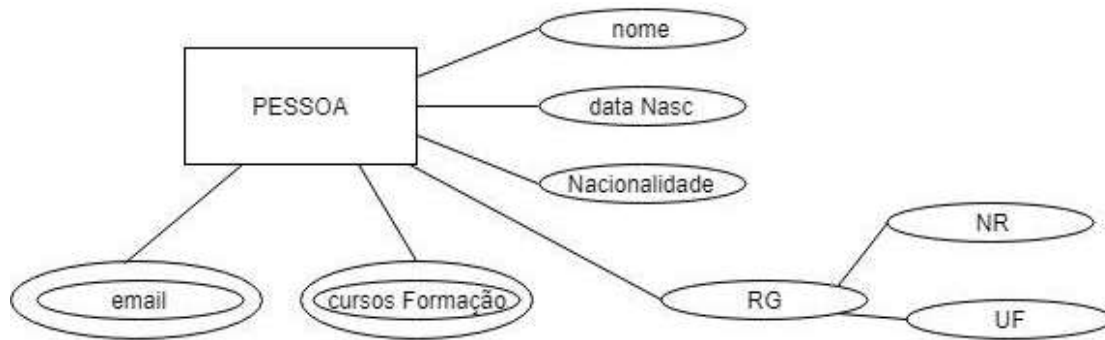 nome
PESSOA
data Nasc
Nacionalidade
NR
email
cursos Formação
RG
UF